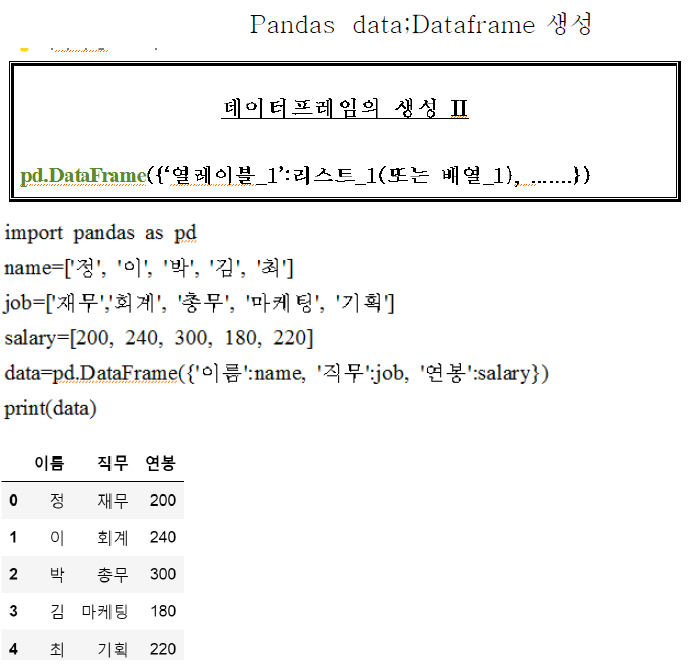 Pandas data;Dataframe 생성
데이터프레임의 생성 II
pd.DataFrame({‘열레이블_1’:리스트_1(또는 배열_1), .......})
import pandas as pd
name=['정', '이', '박', '김', '최']
job=['재무','회계', '총무', '마케팅', '기획']
salary=[200, 240, 300, 180, 220]
data=pd.DataFrame({'이름':name, '직무':job, '연봉':salary})
print(data)
이름 직무 연봉
0 정 재무 200
1 이 회계 240
2 박 총무 300
3 김 마케팅 180
4 최 기획 220